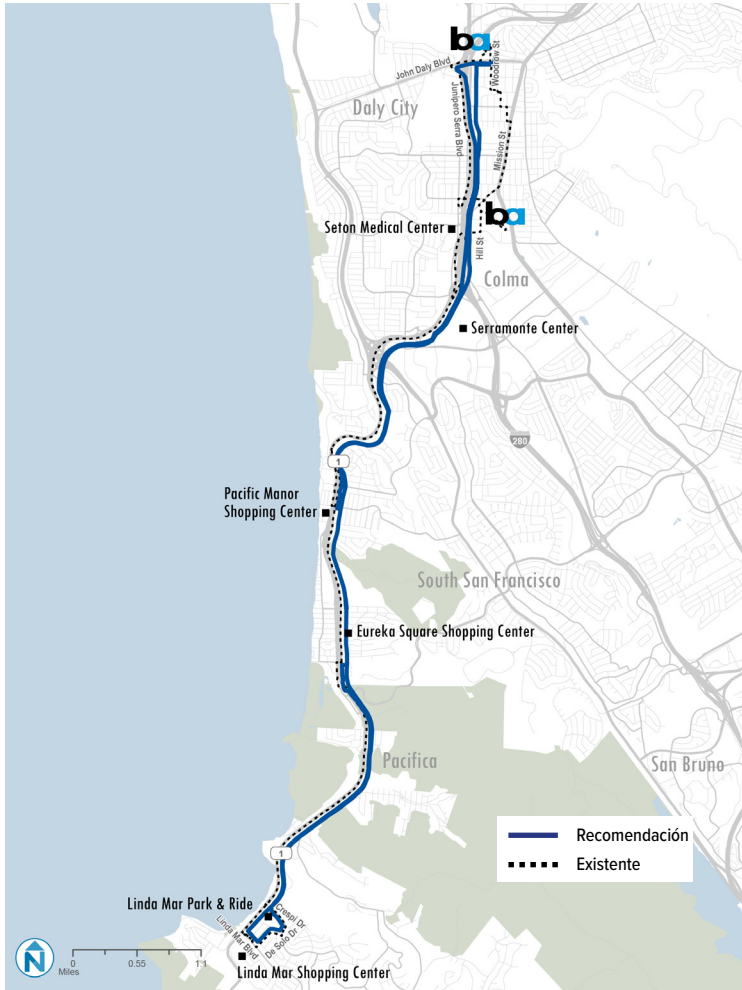 ba
John Daly Blvd
Woodrow St
Daly City
Junipero Serra Blvd
Mission St
ba
Seton Medical Center
Hill St
Colma
Serramonte Center
280
1
Pacific Manor
Shopping Center
South San Francisco
Eureka Square Shopping Center
Pacifica
San Bruno
Recomendación
Existente
1
Linda Mar Park & Ride
Crespi Dr
Linda Mar Blvd
De Solo Dr
Linda Mar Shopping Center
N
0
0.55
1.1
Miles